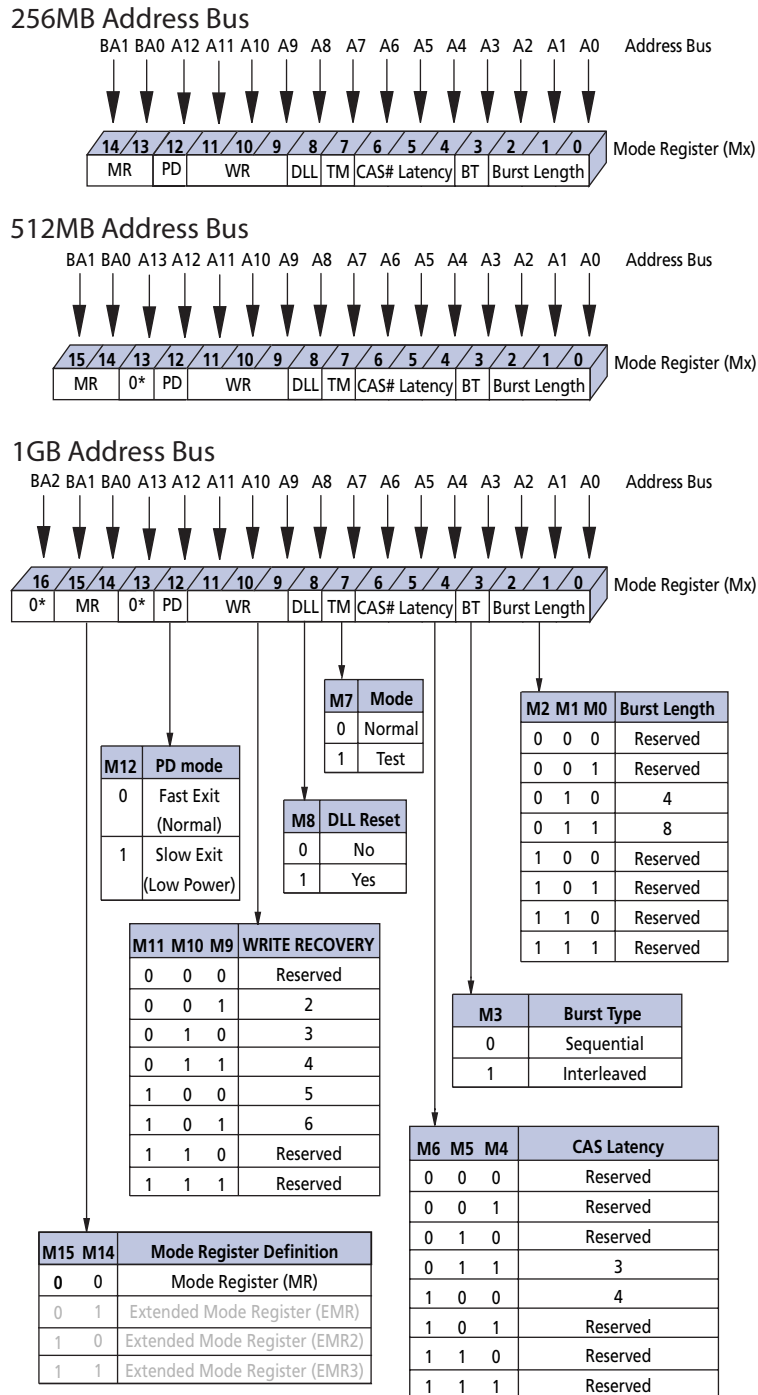 256MB Address Bus
BA1 BA0 A12 A11 A10 A9 A8 A7 A6 A5 A4 A3 A2 A1 A0 Address Bus
14 13 12 11 10 9 8 7 6 5 4 3 2 1 0 Mode Register (Mx)
MR PD WR DLL TM CAS# Latency BT Burst Length
512MB Address Bus
BA1 BA0 A13 A12 A11 A10 A9 A8 A7 A6 A5 A4 A3 A2 A1 A0 Address Bus
15 14 13 12 11 10 9 8 7 6 5 4 3 2 1 0 Mode Register (Mx)
MR 0* PD WR DLL TM CAS# Latency BT Burst Length
1GB Address Bus
BA2 BA1 BA0 A13 A12 A11 A10 A9 A8 A7 A6 A5 A4 A3 A2 A1 A0 Address Bus
16 15 14 13 12 11 10 9 8 7 6 5 4 3 2 1 0 Mode Register (Mx)
0* MR 0* PD WR DLL TM CAS# Latency BT Burst Length
M7 Mode
0 Normal
1 Test
M2 M1 M0 Burst Length
0 0 0 Reserved
0 0 1 Reserved
0 1 0 4
0 1 1 8
1 0 0 Reserved
1 0 1 Reserved
1 1 0 Reserved
1 1 1 Reserved
M12 PD mode
0 Fast Exit
(Normal)
1 Slow Exit
(Low Power)
M8 DLL Reset
0 No
1 Yes
M11 M10 M9 WRITE RECOVERY
0 0 0 Reserved
0 0 1 2
0 1 0 3
0 1 1 4
1 0 0 5
1 0 1 6
1 1 0 Reserved
1 1 1 Reserved
M3 Burst Type
0 Sequential
1 Interleaved
M6 M5 M4 CAS Latency
0 0 0 Reserved
0 0 1 Reserved
0 1 0 Reserved
0 1 1 3
1 0 0 4
1 0 1 Reserved
1 1 0 Reserved
1 1 1 Reserved
M15 M14 Mode Register Definition
0 0 Mode Register (MR)
0 1 Extended Mode Register (EMR)
1 0 Extended Mode Register (EMR2)
1 1 Extended Mode Register (EMR3)